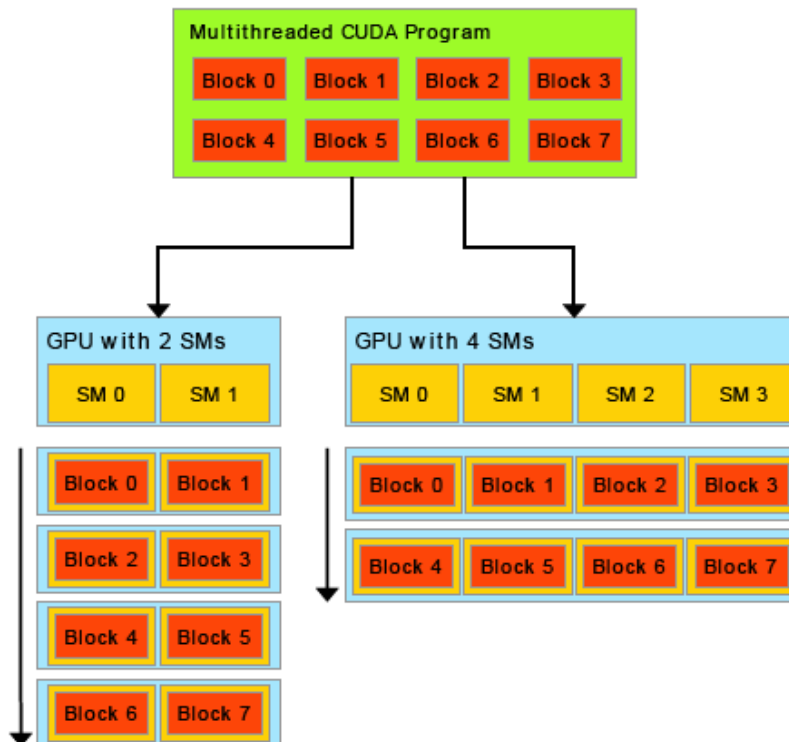 Multithreaded CUDA Program
Block 0 Block 1 Block 2 Block 3
Block 4 Block 5 Block 6 Block 7
GPU with 2 SMs
SM 0 SM 1
Block 0 Block 1
Block 2 Block 3
Block 4 Block 5
Block 6 Block 7
GPU with 4 SMs
SM 0 SM 1 SM 2 SM 3
Block 0 Block 1 Block 2 Block 3
Block 4 Block 5 Block 6 Block 7